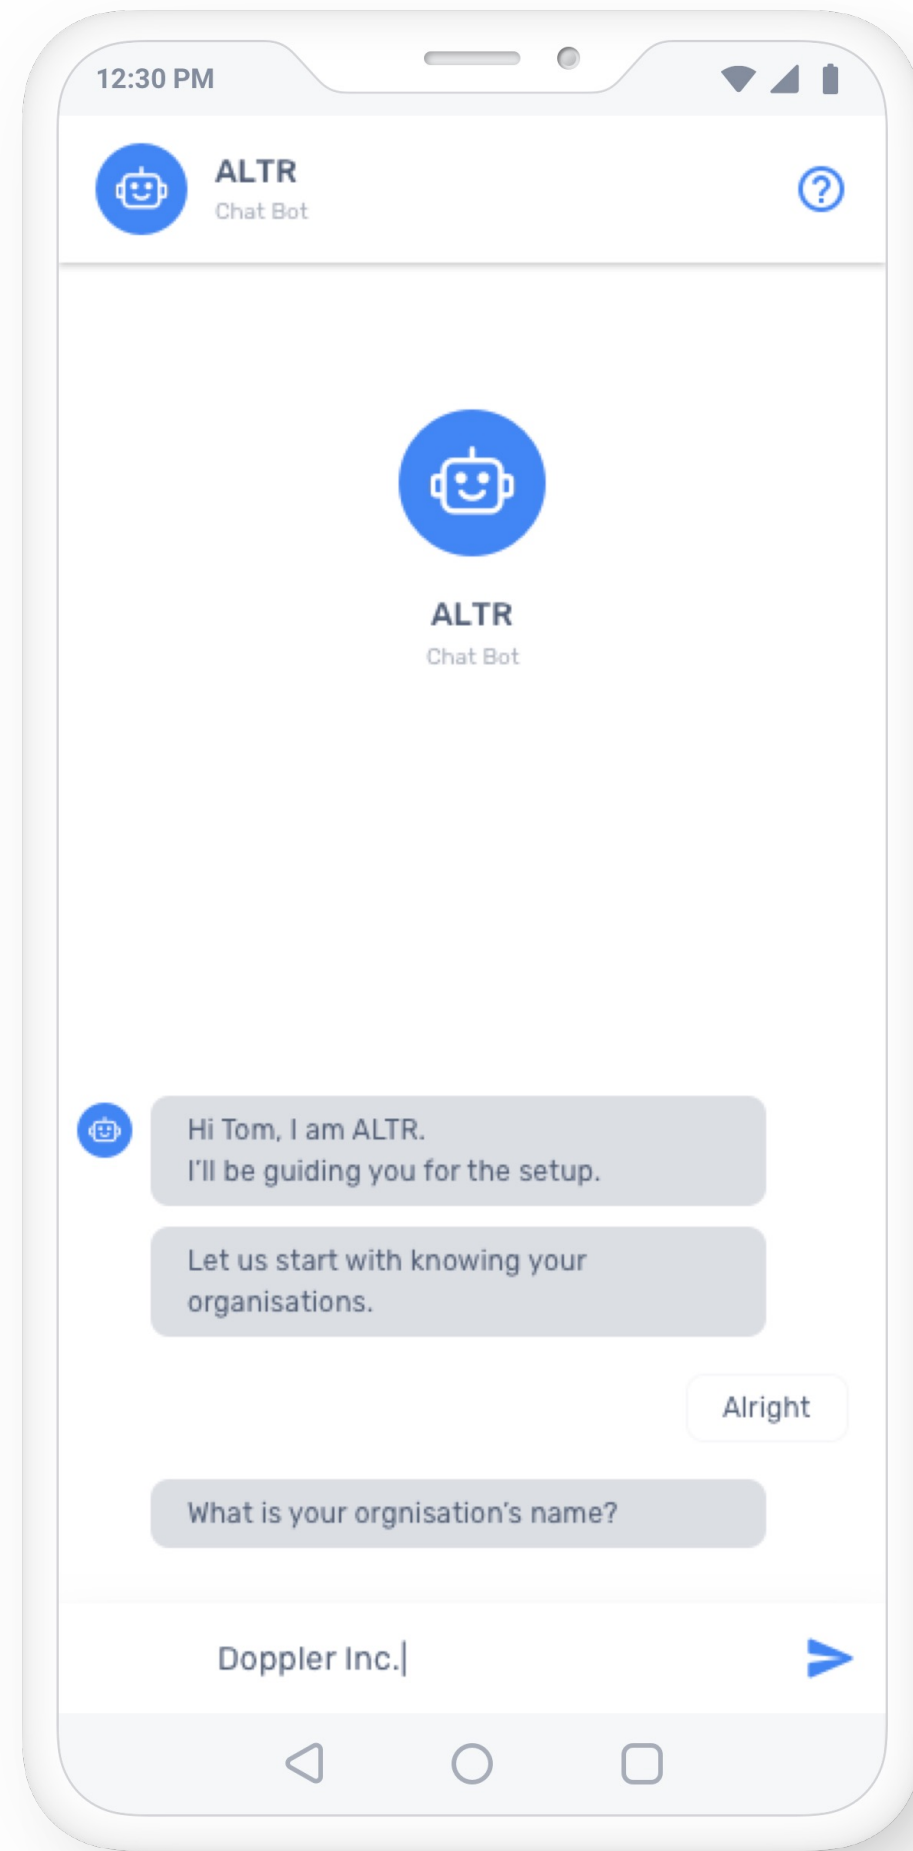 12:30 PM
ALTR
Chat Bot
ALTR
Chat Bot
Hi Tom, I am ALTR.
I'll be guiding you for the setup.
Let us start with knowing your
organisations.
Alright
What is your orgnisation's name?
Doppler Inc.